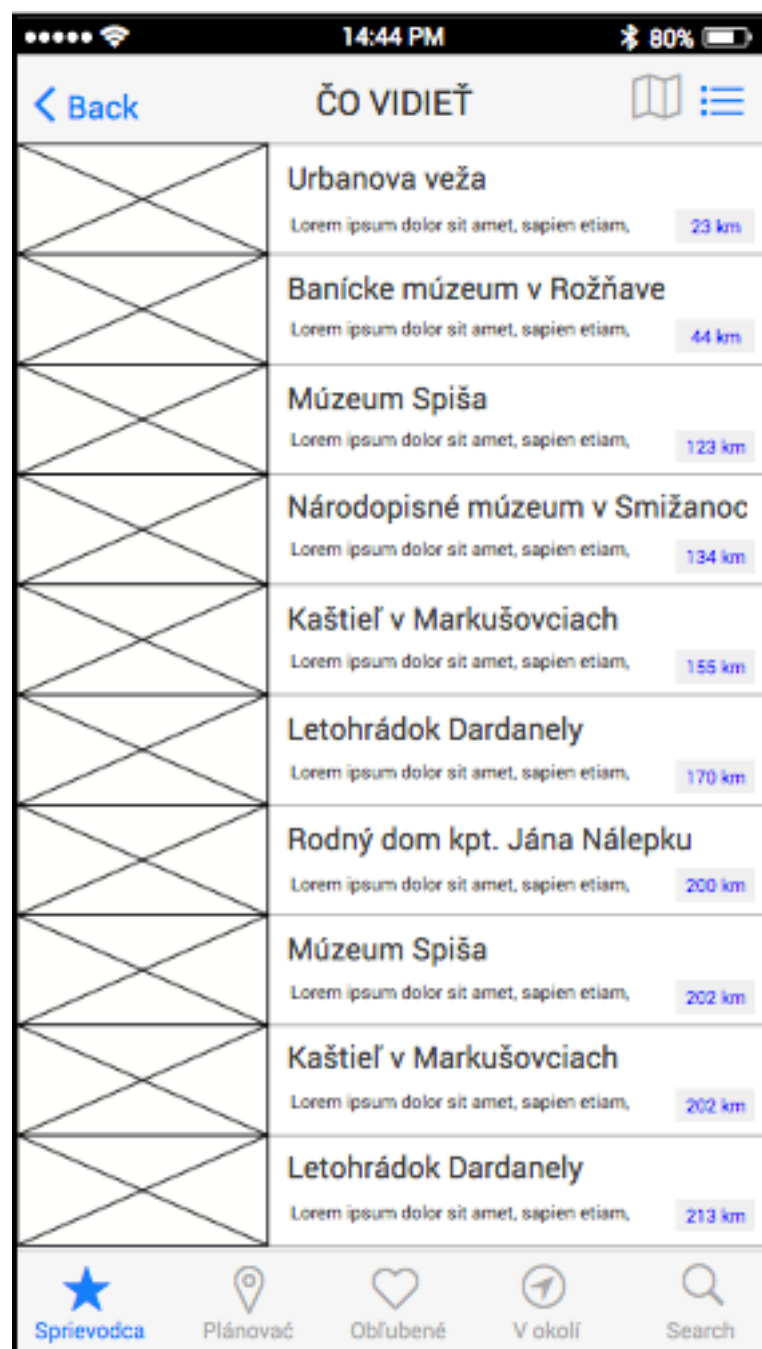 14:44 PM 80%
Back ČO VIDIEŤ
Urbanova veža
Lorem ipsum dolor sit amet, sapien etiam, 23 km
Banícke múzeum v Rožňave
Lorem ipsum dolor sit amet, sapien etiam, 44 km
Múzeum Spiša
Lorem ipsum dolor sit amet, sapien etiam, 123 km
Národopisné múzeum v Smižanoc
Lorem ipsum dolor sit amet, sapien etiam, 134 km
Kaštieľ v Markušovciach
Lorem ipsum dolor sit amet, sapien etiam, 155 km
Letohrádok Dardanely
Lorem ipsum dolor sit amet, sapien etiam, 170 km
Rodný dom kpt. Jána Nálepku
Lorem ipsum dolor sit amet, sapien etiam, 200 km
Múzeum Spiša
Lorem ipsum dolor sit amet, sapien etiam, 202 km
Kaštieľ v Markušovciach
Lorem ipsum dolor sit amet, sapien etiam, 202 km
Letohrádok Dardanely
Lorem ipsum dolor sit amet, sapien etiam, 213 km
Sprievodca Plánovač Obľubené V okolí Search